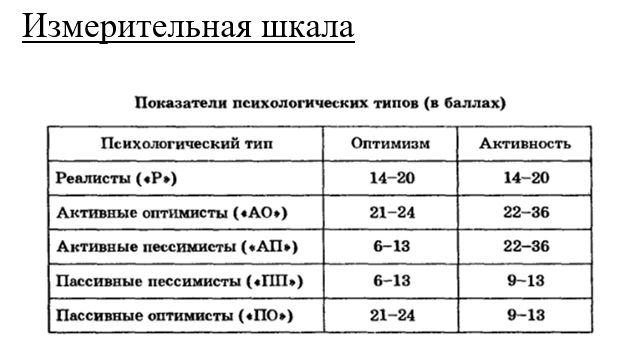 Измерительная шкала
Показатели психологических типов (в баллах)
Психологический тип Оптимизм Активность
Реалисты («Р») 14–20 14–20
Активные оптимисты («АО») 21–24 22–36
Активные пессимисты («АП») 6–13 22–36
Пассивные пессимисты («ПП») 6–13 9–13
Пассивные оптимисты («ПО») 21–24 9–13